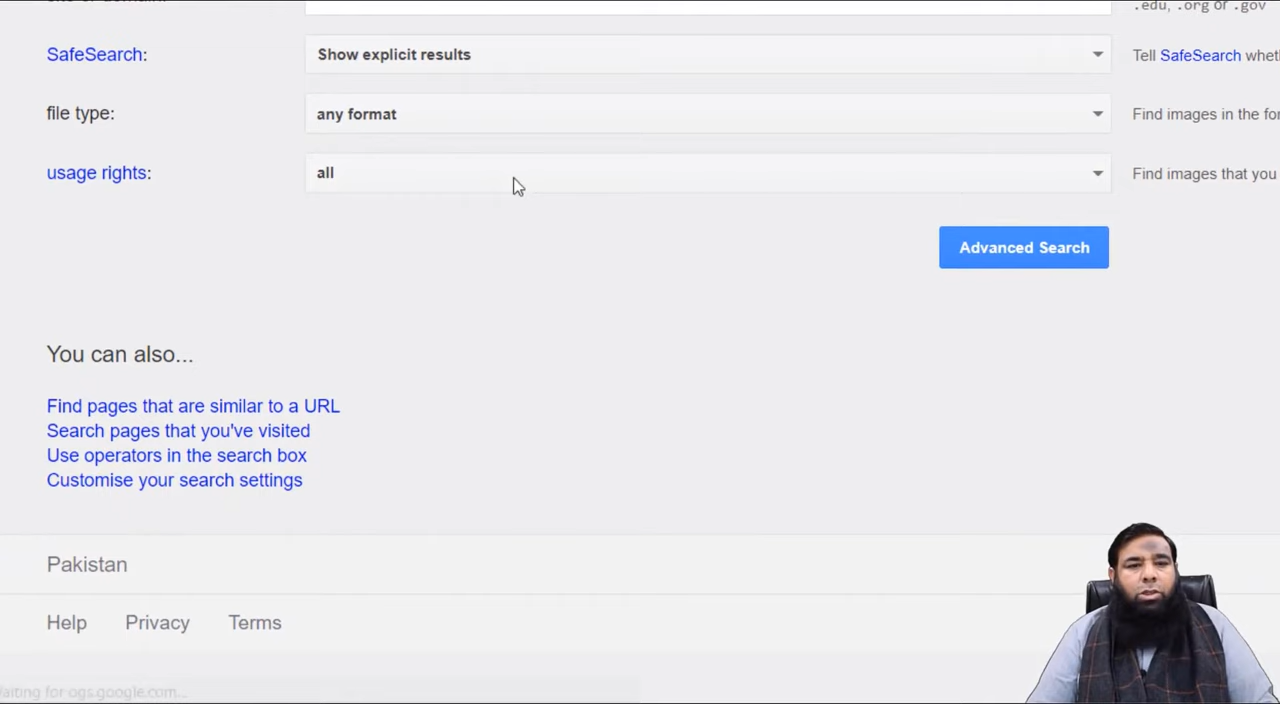 .edu, .org or .gov
SafeSearch: Show explicit results Tell SafeSearch whet
file type: any format Find images in the for
usage rights: all Find images that you
Advanced Search
You can also...
Find pages that are similar to a URL
Search pages that you've visited
Use operators in the search box
Customise your search settings
Pakistan
Help Privacy Terms
aiting for ogs.google.com...